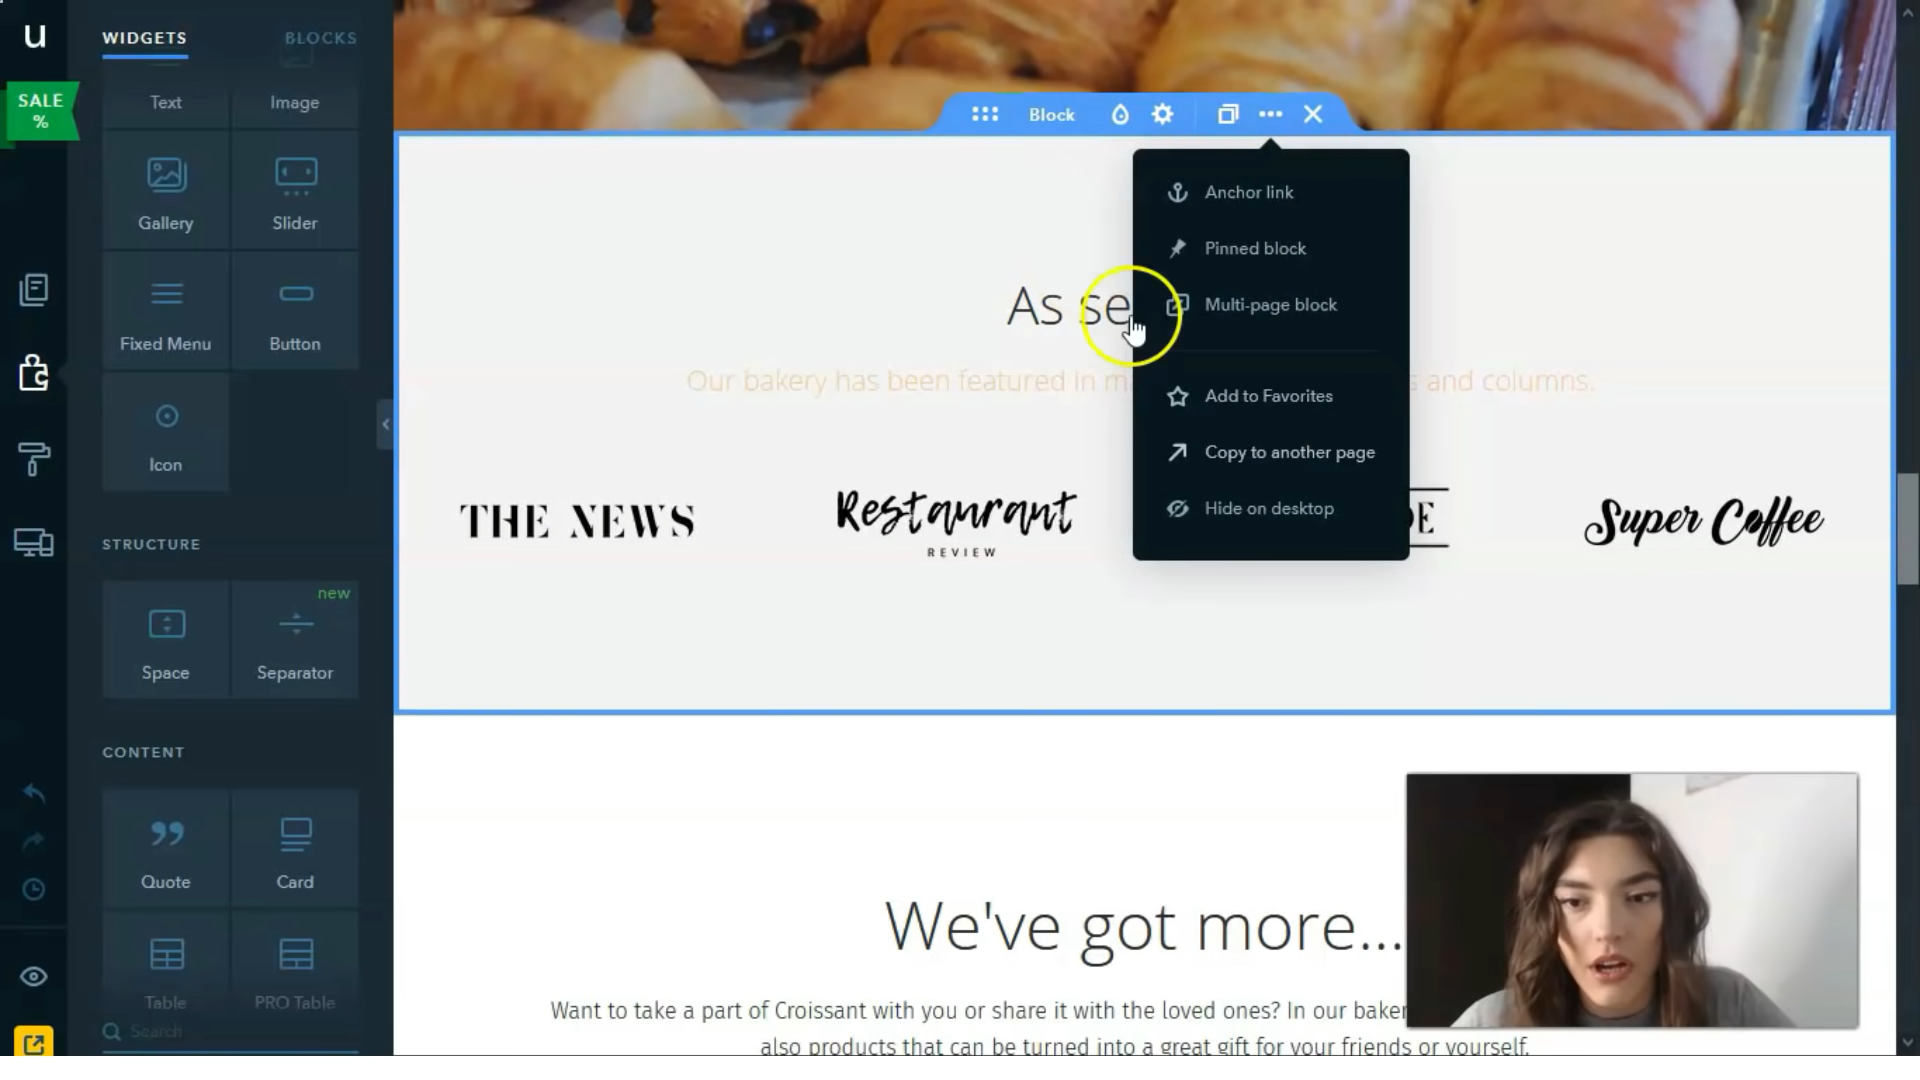 u
WIDGETS
BLOCKS
SALE
%
Text
Image
Gallery
Slider
Fixed Menu
Button
Icon
STRUCTURE
new
Space
Separator
CONTENT
Quote
Card
Table
PRO Table
Search
Block
Anchor link
Pinned block
Multi-page block
Add to Favorites
Copy to another page
Hide on desktop
As se
Our bakery has been featured in m and columns.
THE NEWS
Restaurant
REVIEW
DE
Super Coffee
We've got more...
Want to take a part of Croissant with you or share it with the loved ones? In our baker
also products that can be turned into a great gift for your friends or yourself.